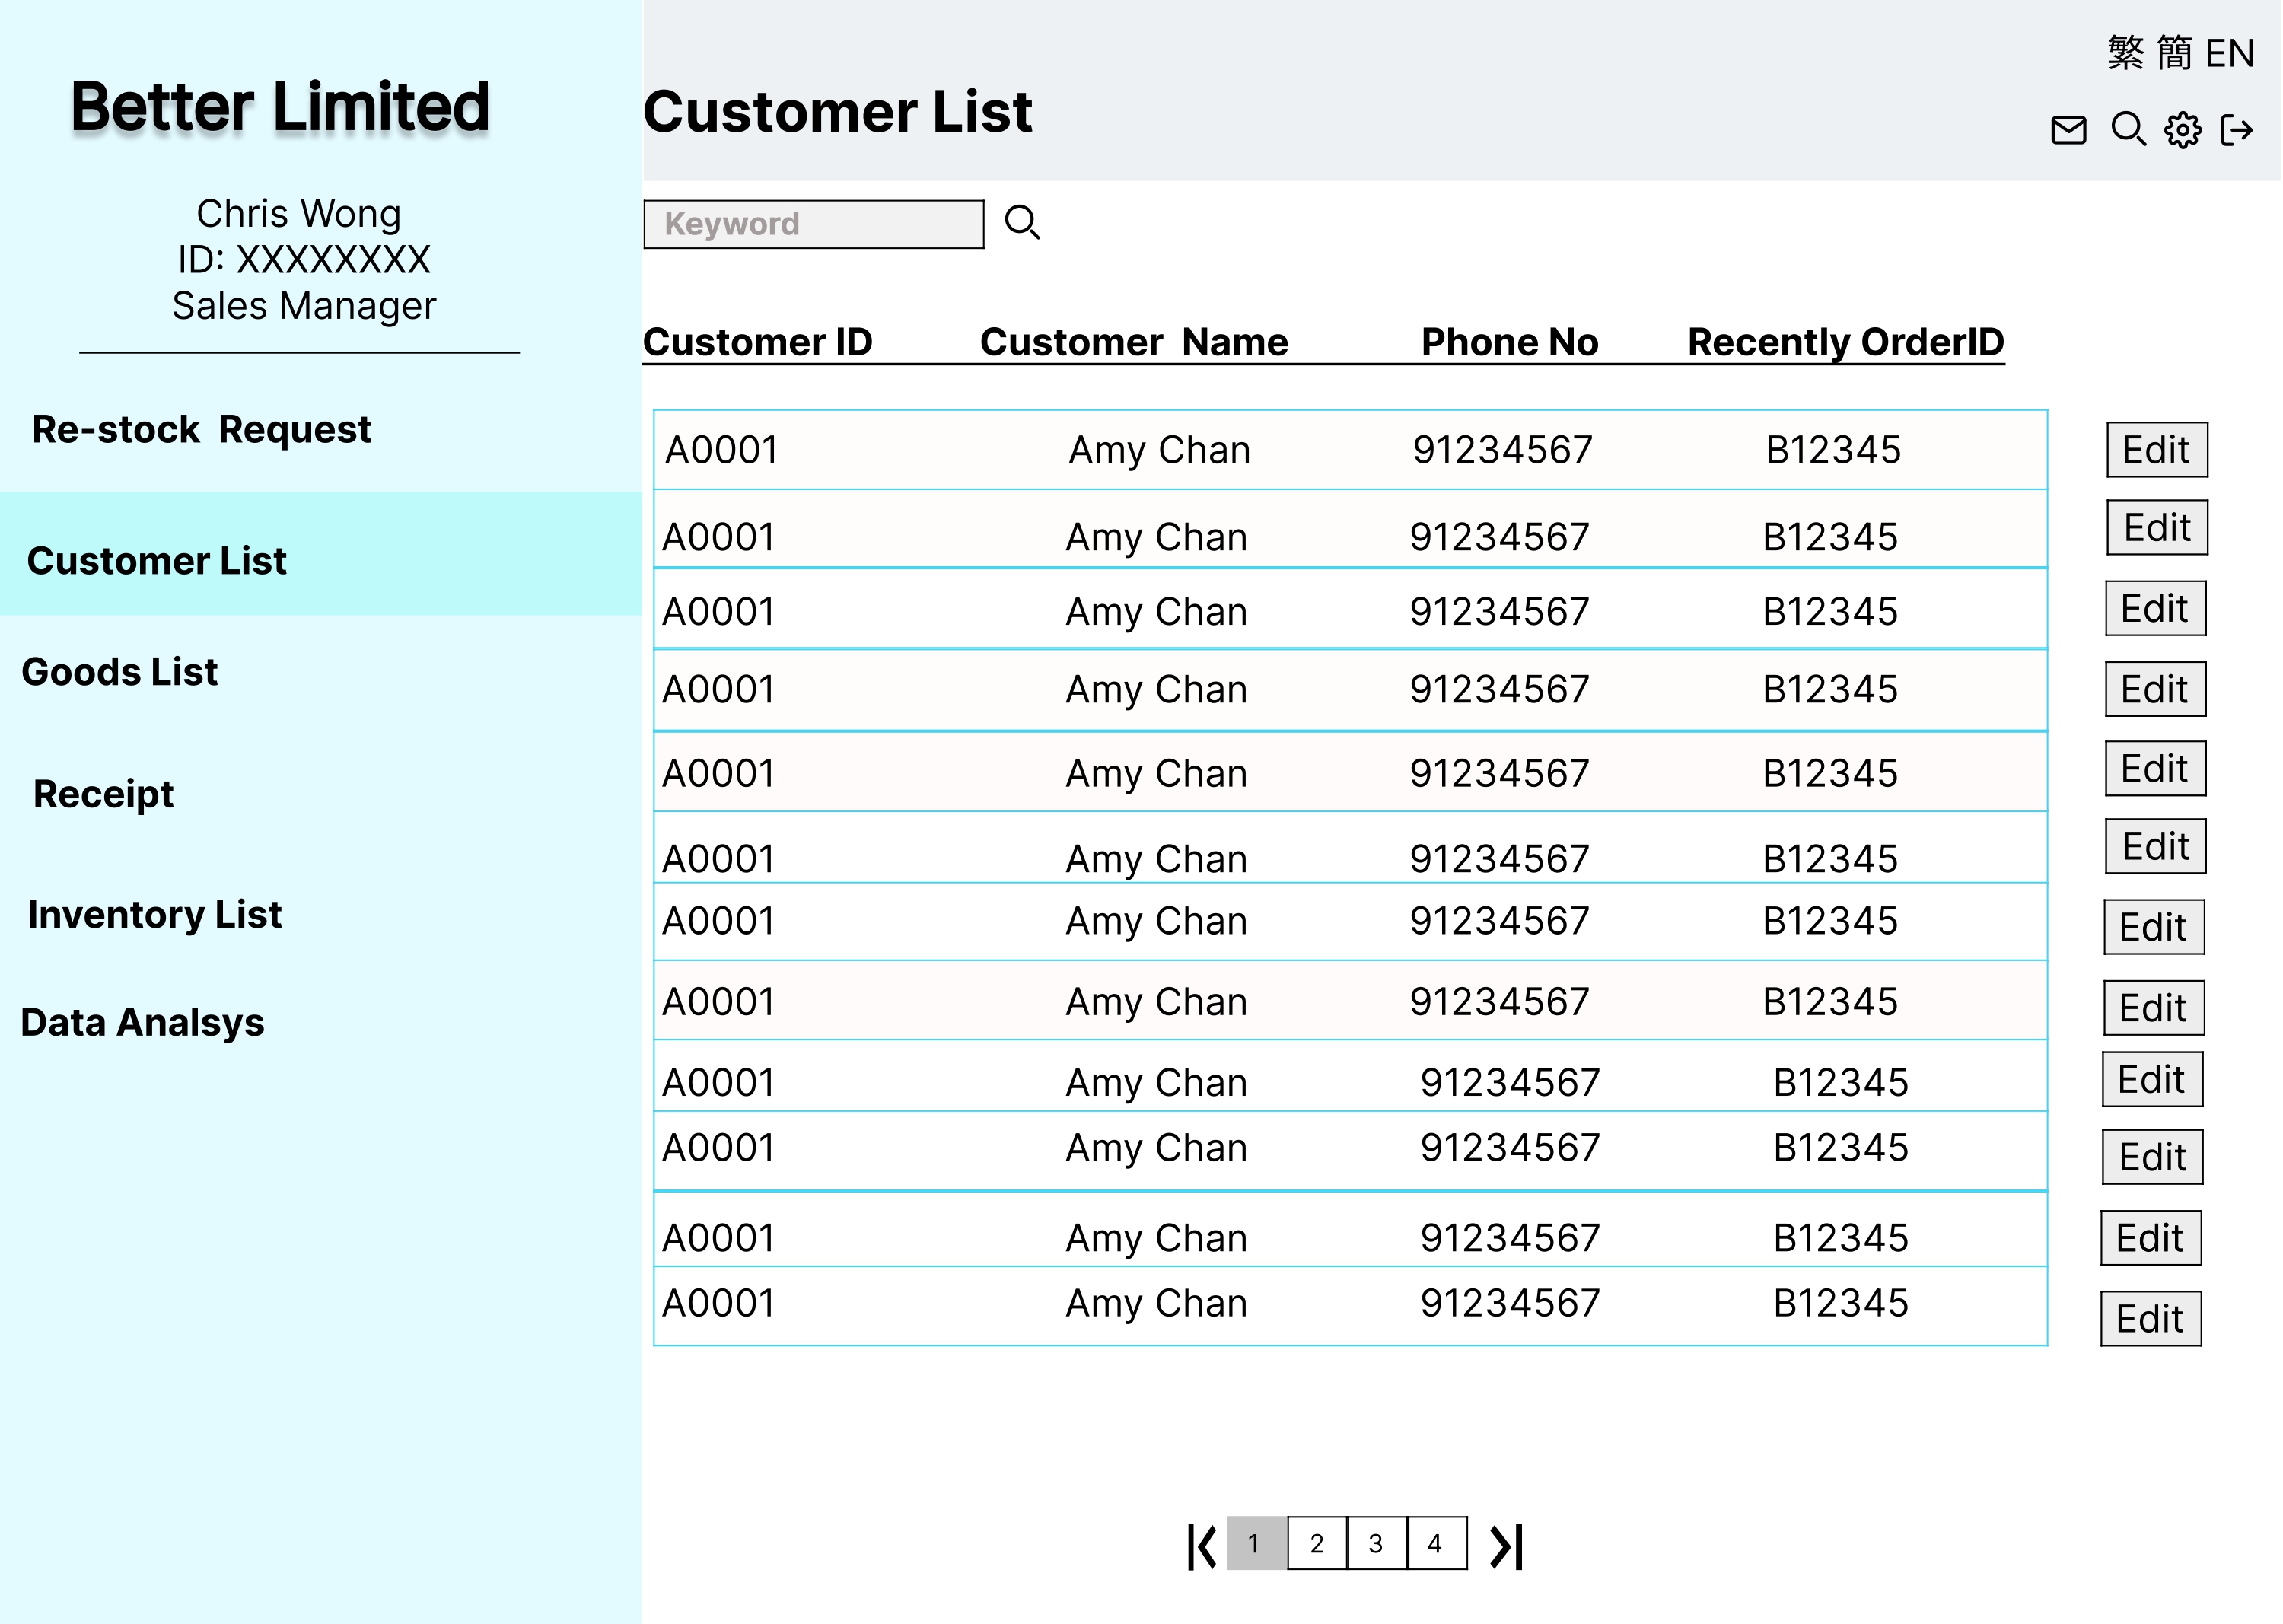 Better Limited
Chris Wong
ID: XXXXXXXX
Sales Manager
Re-stock Request
Customer List
Goods List
Receipt
Inventory List
Data Analsys
繁 簡 EN
Customer List
Keyword
Customer ID Customer Name Phone No Recently OrderID
A0001 Amy Chan 91234567 B12345 Edit
A0001 Amy Chan 91234567 B12345 Edit
A0001 Amy Chan 91234567 B12345 Edit
A0001 Amy Chan 91234567 B12345 Edit
A0001 Amy Chan 91234567 B12345 Edit
A0001 Amy Chan 91234567 B12345 Edit
A0001 Amy Chan 91234567 B12345 Edit
A0001 Amy Chan 91234567 B12345 Edit
A0001 Amy Chan 91234567 B12345 Edit
A0001 Amy Chan 91234567 B12345 Edit
A0001 Amy Chan 91234567 B12345 Edit
A0001 Amy Chan 91234567 B12345 Edit
1 2 3 4